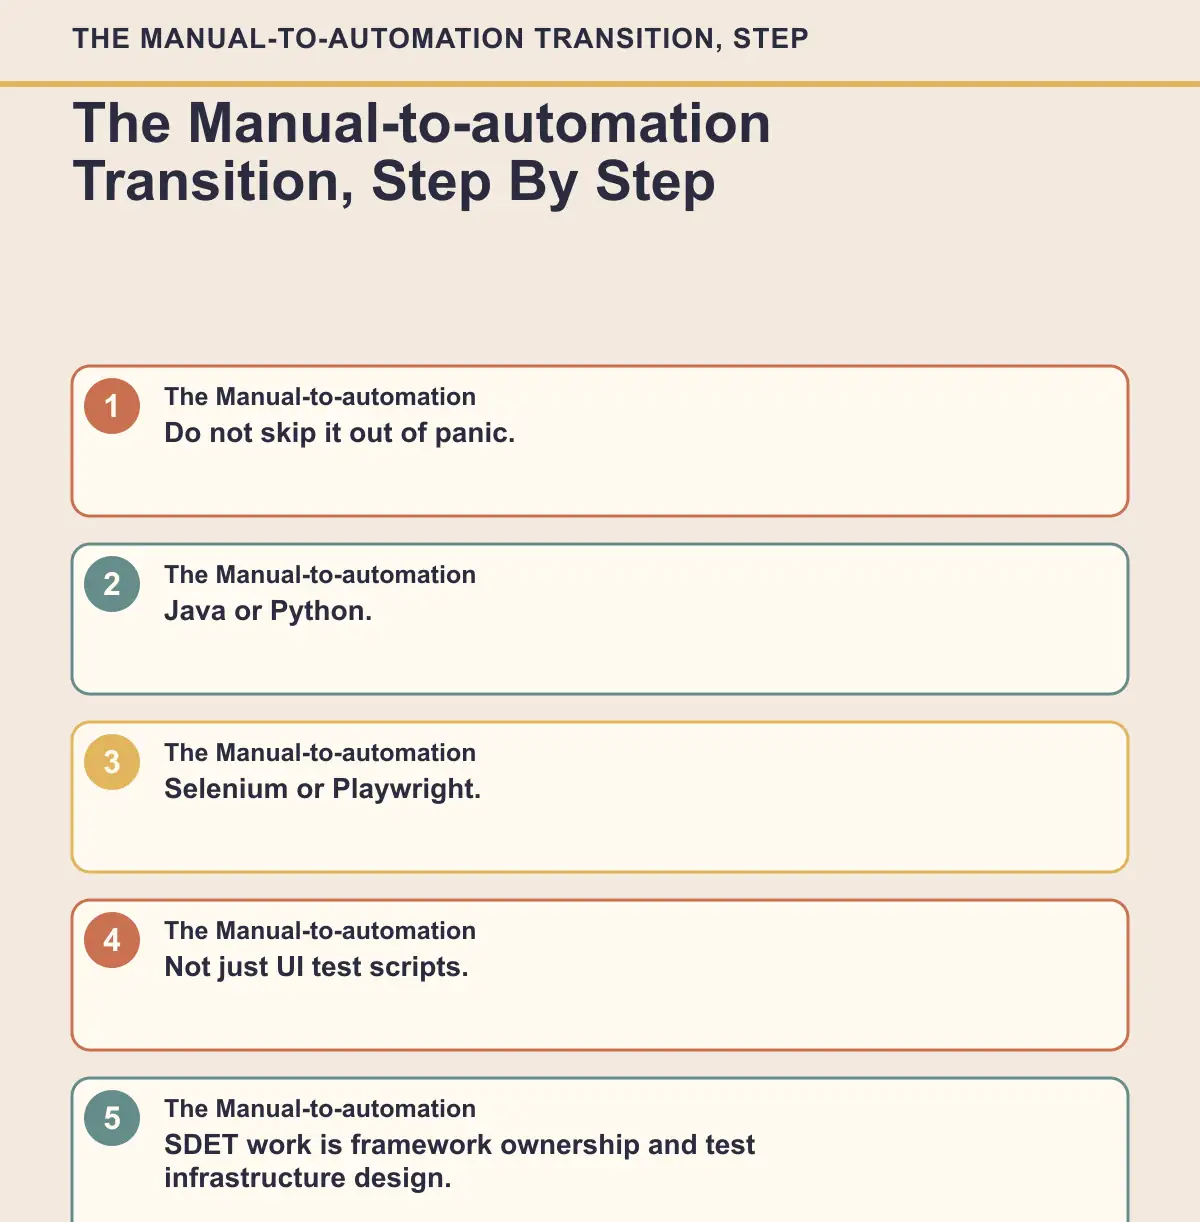 THE MANUAL-TO-AUTOMATION TRANSITION, STEP
The Manual-to-automation
Transition, Step By Step
1
The Manual-to-automation
Do not skip it out of panic.
2
The Manual-to-automation
Java or Python.
3
The Manual-to-automation
Selenium or Playwright.
4
The Manual-to-automation
Not just UI test scripts.
5
The Manual-to-automation
SDET work is framework ownership and test
infrastructure design.